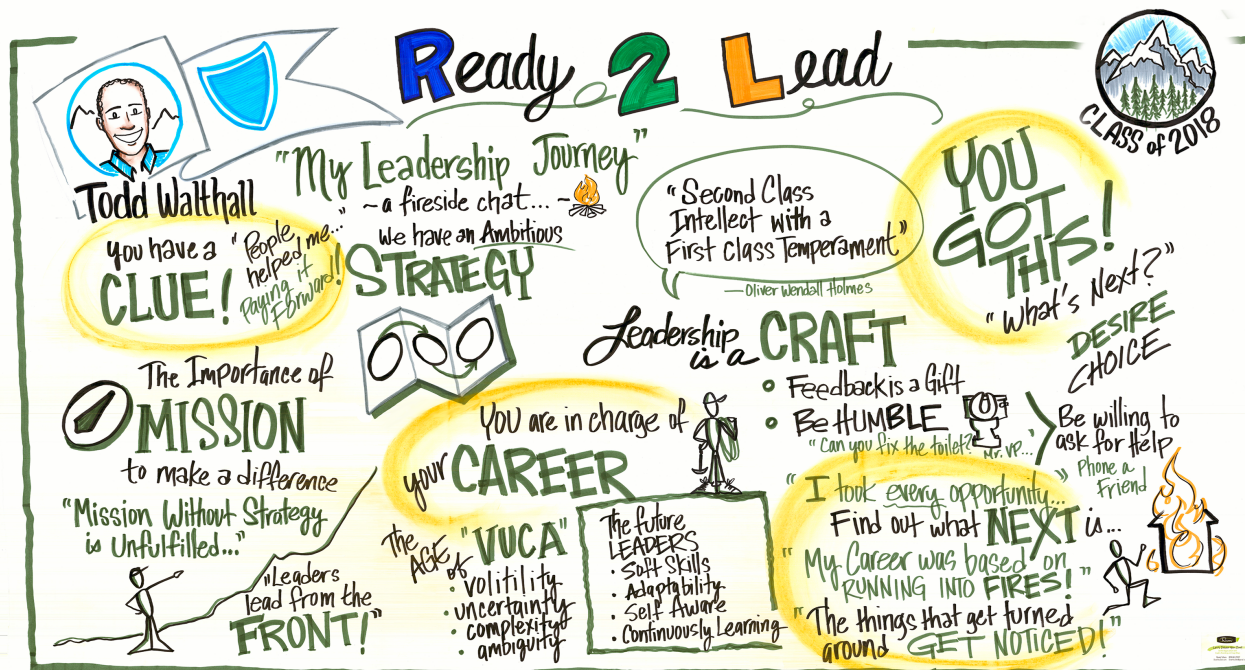 Ready 2 Lead
CLASS of 2018
Todd Walthall
"My Leadership Journey"
~a fireside chat...~
we have an Ambitious
STRATEGY
you have a
CLUE!
"People
helped me..."
Paying it
Forward!
"Second Class
Intellect with a
First Class Temperament"
—Oliver Wendall Holmes
YOU
GOT
THIS!
"What's Next?"
DESIRE
CHOICE
Leadership
is a CRAFT
• Feedback is a Gift
• Be HUMBLE
"Can you fix the toilet?"
Mr. VP...
Be willing to
ask for Help
Phone a
Friend
The Importance of
MISSION
to make a difference
"Mission Without Strategy
is Unfulfilled..."
"Leaders
lead from the
FRONT!"
You are in charge of
your CAREER
The
AGE
of
"VUCA"
• volitility
• uncertainty
• complexity
• ambiguity
The future
LEADERS
• Soft Skills
• Adaptability
• Self Aware
• Continuously Learning
"I took every opportunity...
Find out what NEXT is...
"My Career was based on
RUNNING INTO FIRES!"
"The things that get turned
around GET NOTICED!"